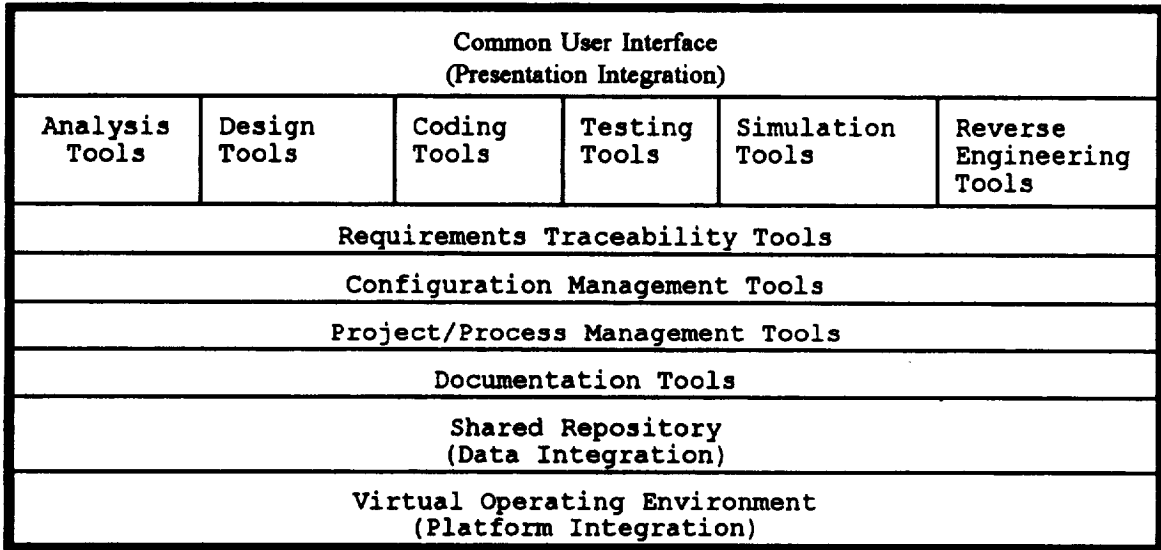 Common User Interface
(Presentation Integration)
Analysis
Tools
Design
Tools
Coding
Tools
Testing
Tools
Simulation
Tools
Reverse
Engineering
Tools
Requirements Traceability Tools
Configuration Management Tools
Project/Process Management Tools
Documentation Tools
Shared Repository
(Data Integration)
Virtual Operating Environment
(Platform Integration)